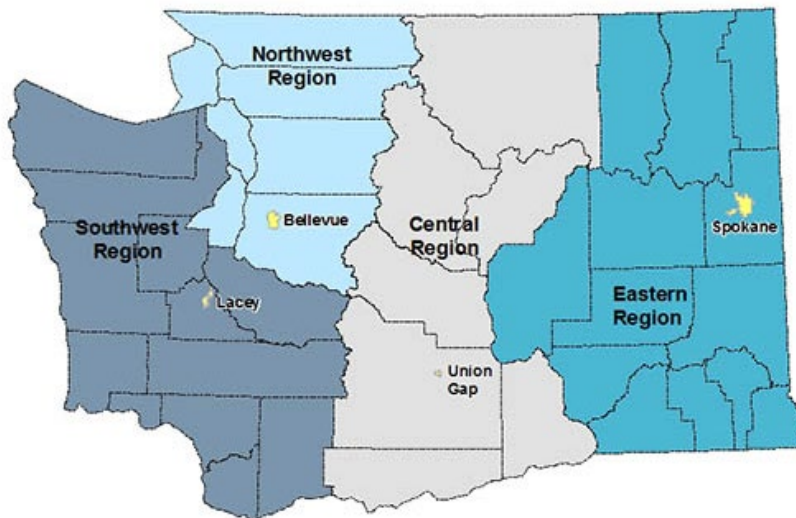 Northwest
Region
Bellevue
Southwest
Region
Central
Region
Spokane
Lacey
Eastern
Region
Union
Gap